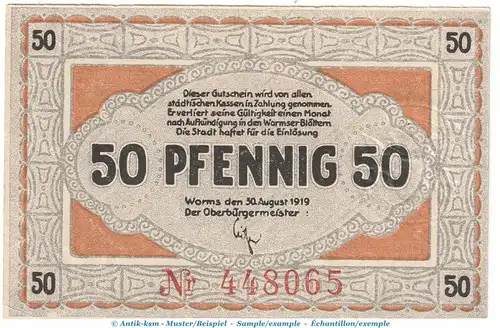 50 50
Dieser Gutschein wird von allen
städtischen Kassen in Zahlung genommen.
Er verliert seine Gültigkeit einen Monat
nach Aufkündigung in den Wormser Blättern.
Die Stadt haftet für die Einlösung
50 PFENNIG 50
Worms den 30. August 1919
Der Oberbürgermeister:
50 Nr 448065 50
© Antik-ksm - Muster/Beispiel - Sample/example - Échantillon/exemple